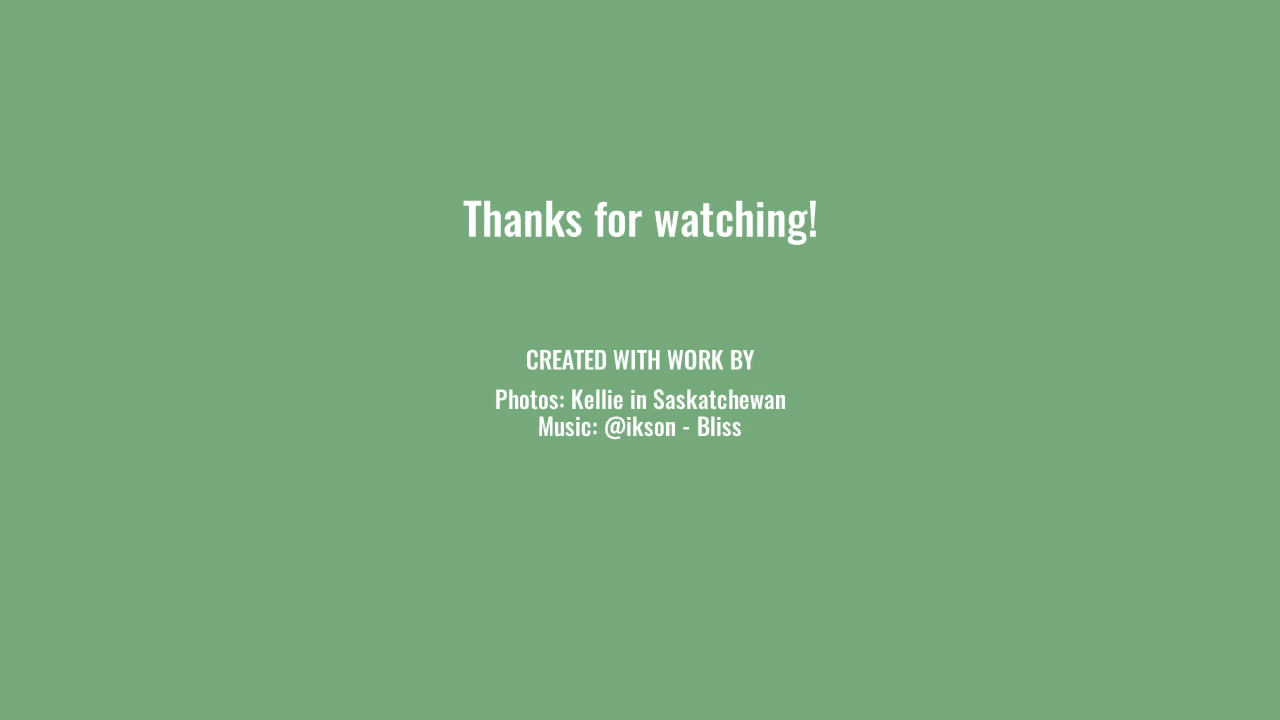 Thanks for watching!
CREATED WITH WORK BY
Photos: Kellie in Saskatchewan
Music: @ikson - Bliss